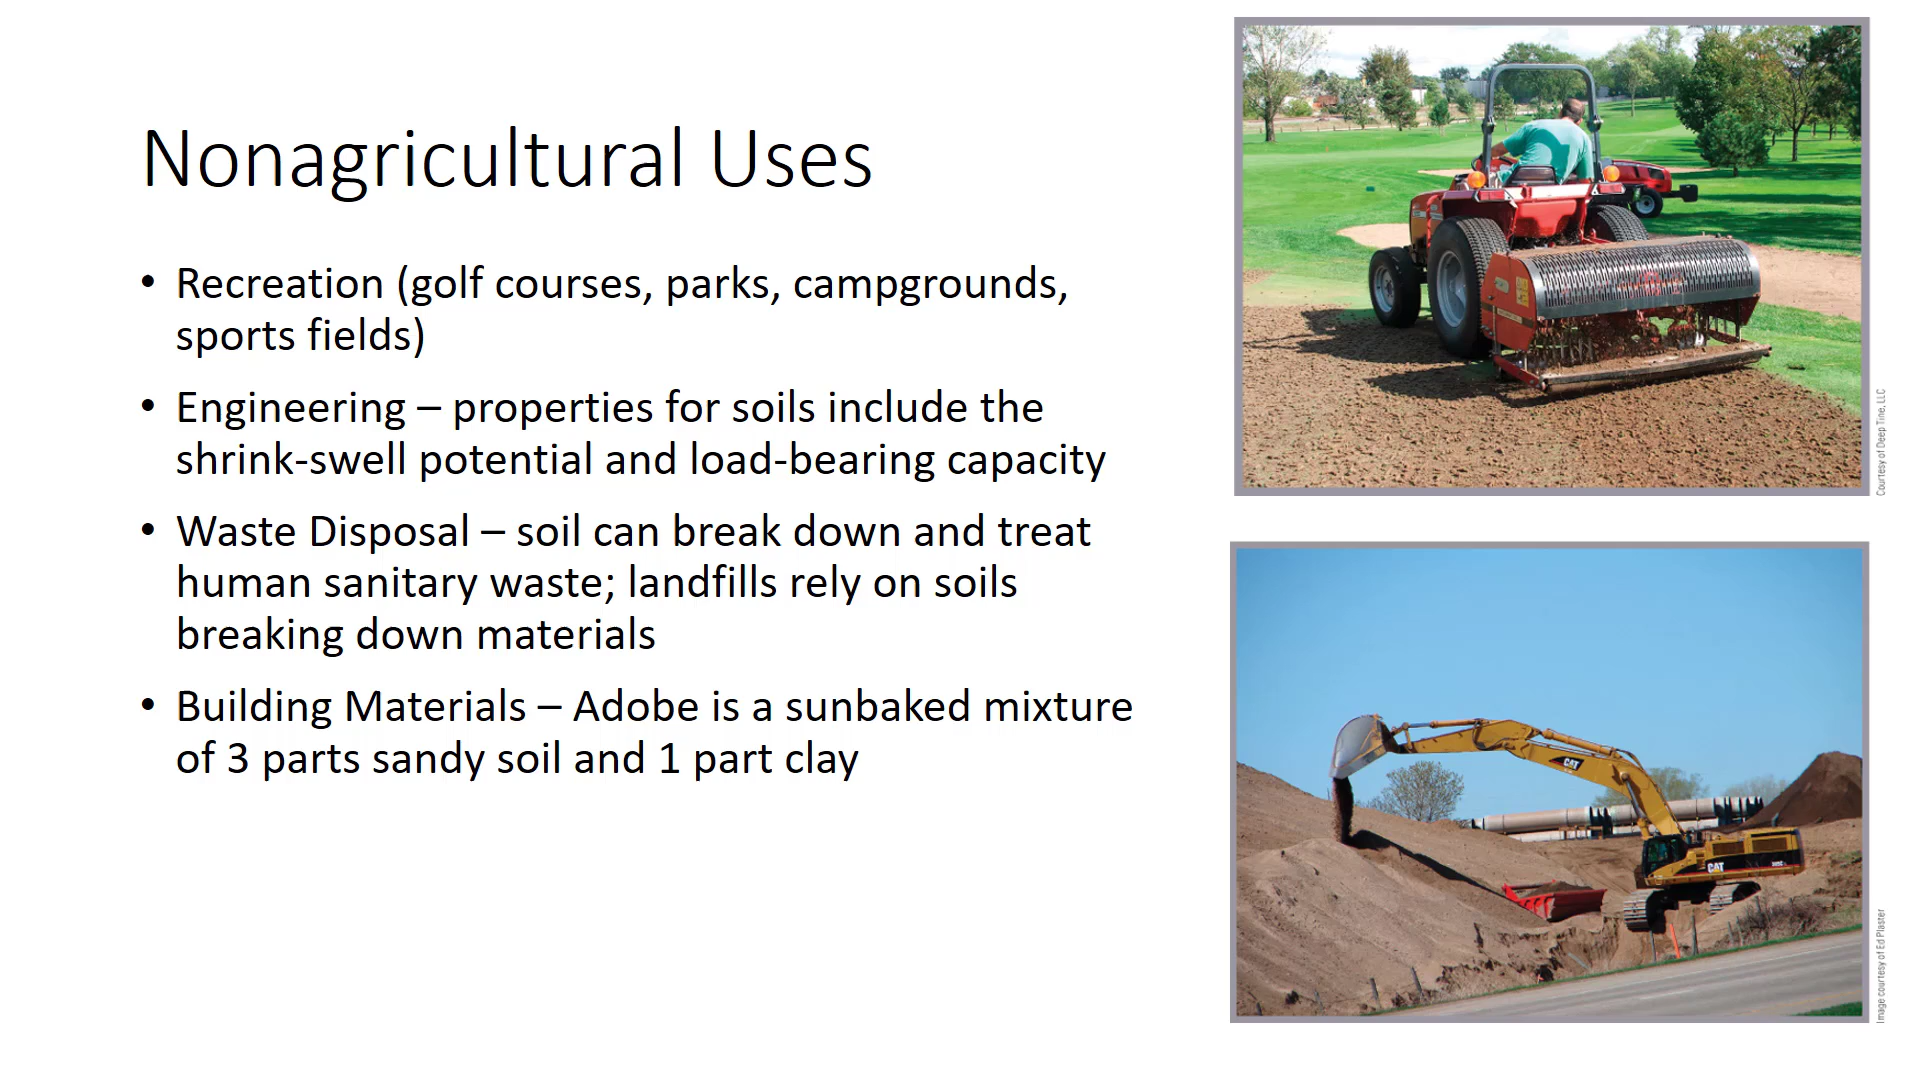 Nonagricultural Uses
• Recreation (golf courses, parks, campgrounds,
sports fields)
• Engineering – properties for soils include the
shrink-swell potential and load-bearing capacity
• Waste Disposal – soil can break down and treat
human sanitary waste; landfills rely on soils
breaking down materials
• Building Materials – Adobe is a sunbaked mixture
of 3 parts sandy soil and 1 part clay
Courtesy of Deep Tine, LLC
CAT
CAT
Image courtesy of Ed Plaster